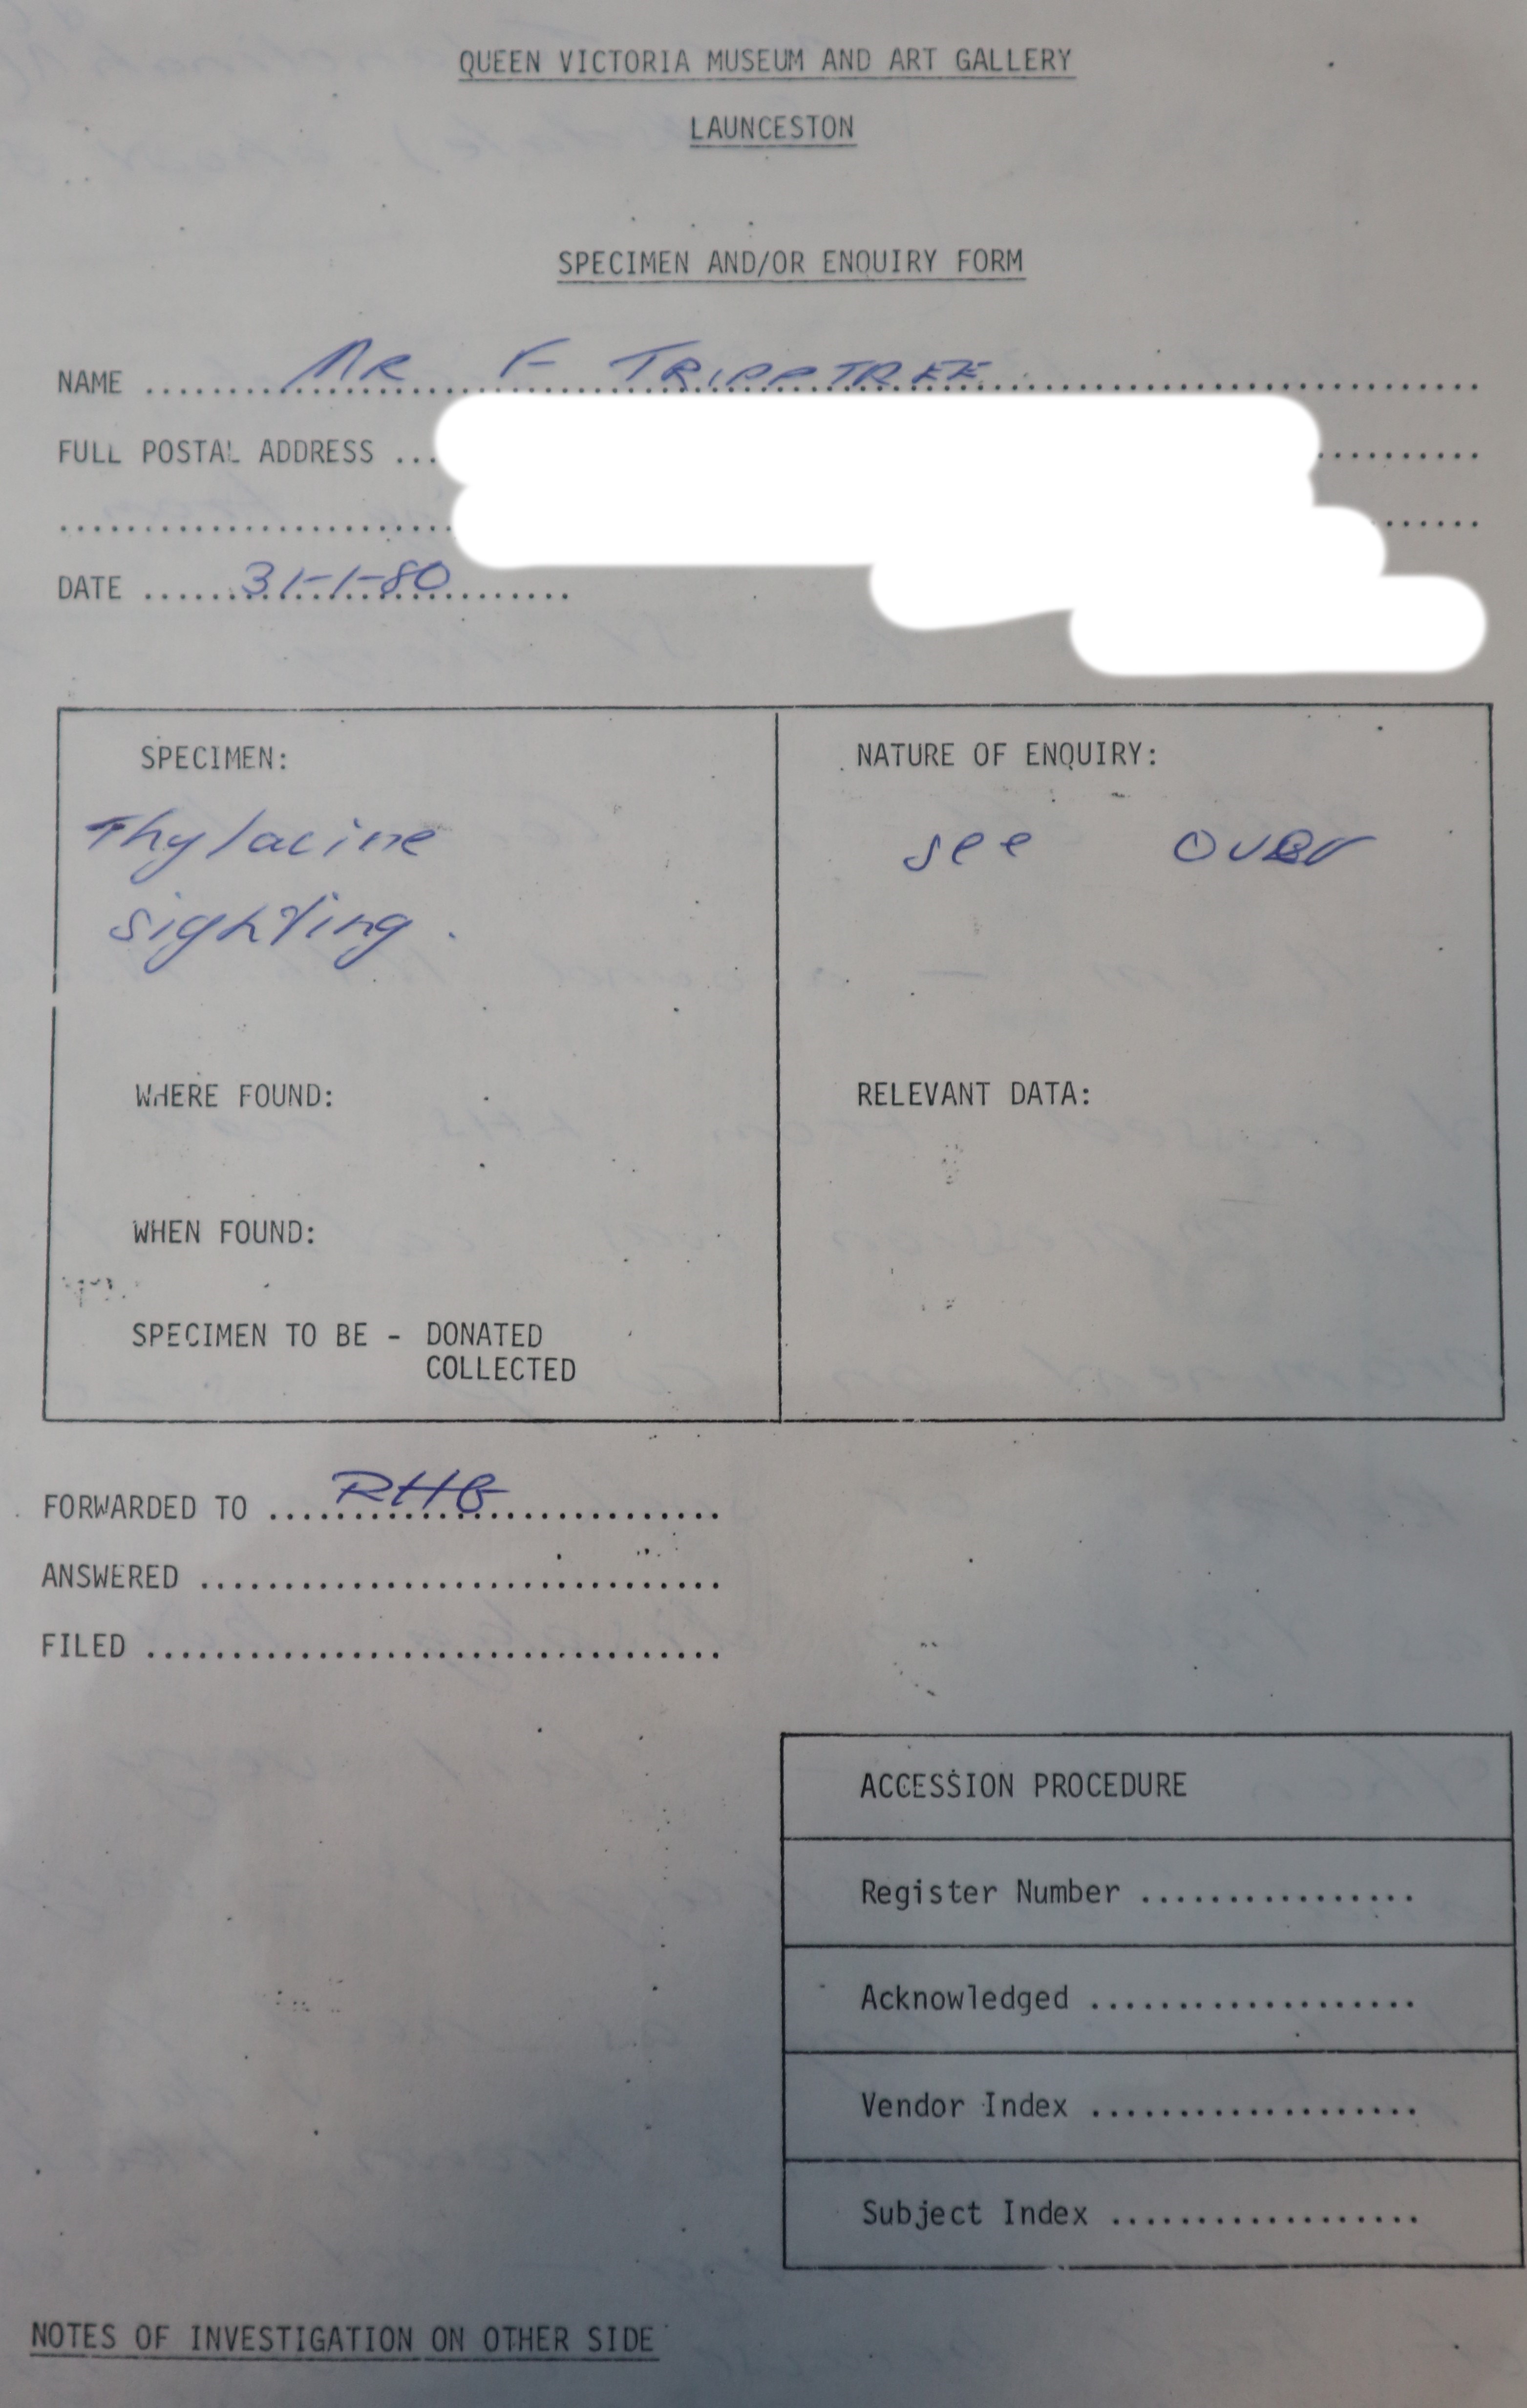 QUEEN VICTORIA MUSEUM AND ART GALLERY
LAUNCESTON
SPECIMEN AND/OR ENQUIRY FORM
NAME ........MR F TRIPPTREE........
FULL POSTAL ADDRESS ...
DATE ......31-1-80.........
SPECIMEN:
Thylacine
sighting.
WHERE FOUND:
WHEN FOUND:
SPECIMEN TO BE - DONATED
COLLECTED
NATURE OF ENQUIRY:
see over
RELEVANT DATA:
FORWARDED TO ....RHG................
ANSWERED ......................................
FILED ..........................................
ACCESSION PROCEDURE
Register Number ................
Acknowledged ...................
Vendor Index ...................
Subject Index ..................
NOTES OF INVESTIGATION ON OTHER SIDE